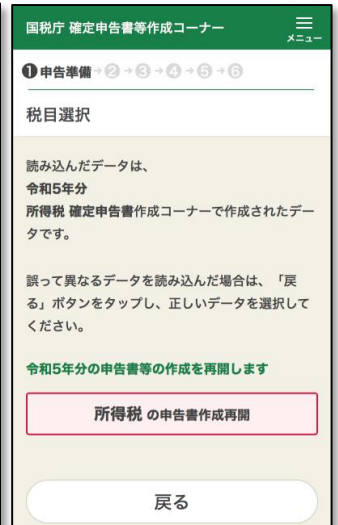 国税庁 確定申告書等作成コーナー
メニュー
❶申告準備→②→③→④→⑤→⑥
税目選択
読み込んだデータは、
令和5年分
所得税 確定申告書作成コーナーで作成されたデー
タです。
誤って異なるデータを読み込んだ場合は、「戻
る」ボタンをタップし、正しいデータを選択して
ください。
令和5年分の申告書等の作成を再開します
所得税 の申告書作成再開
戻る